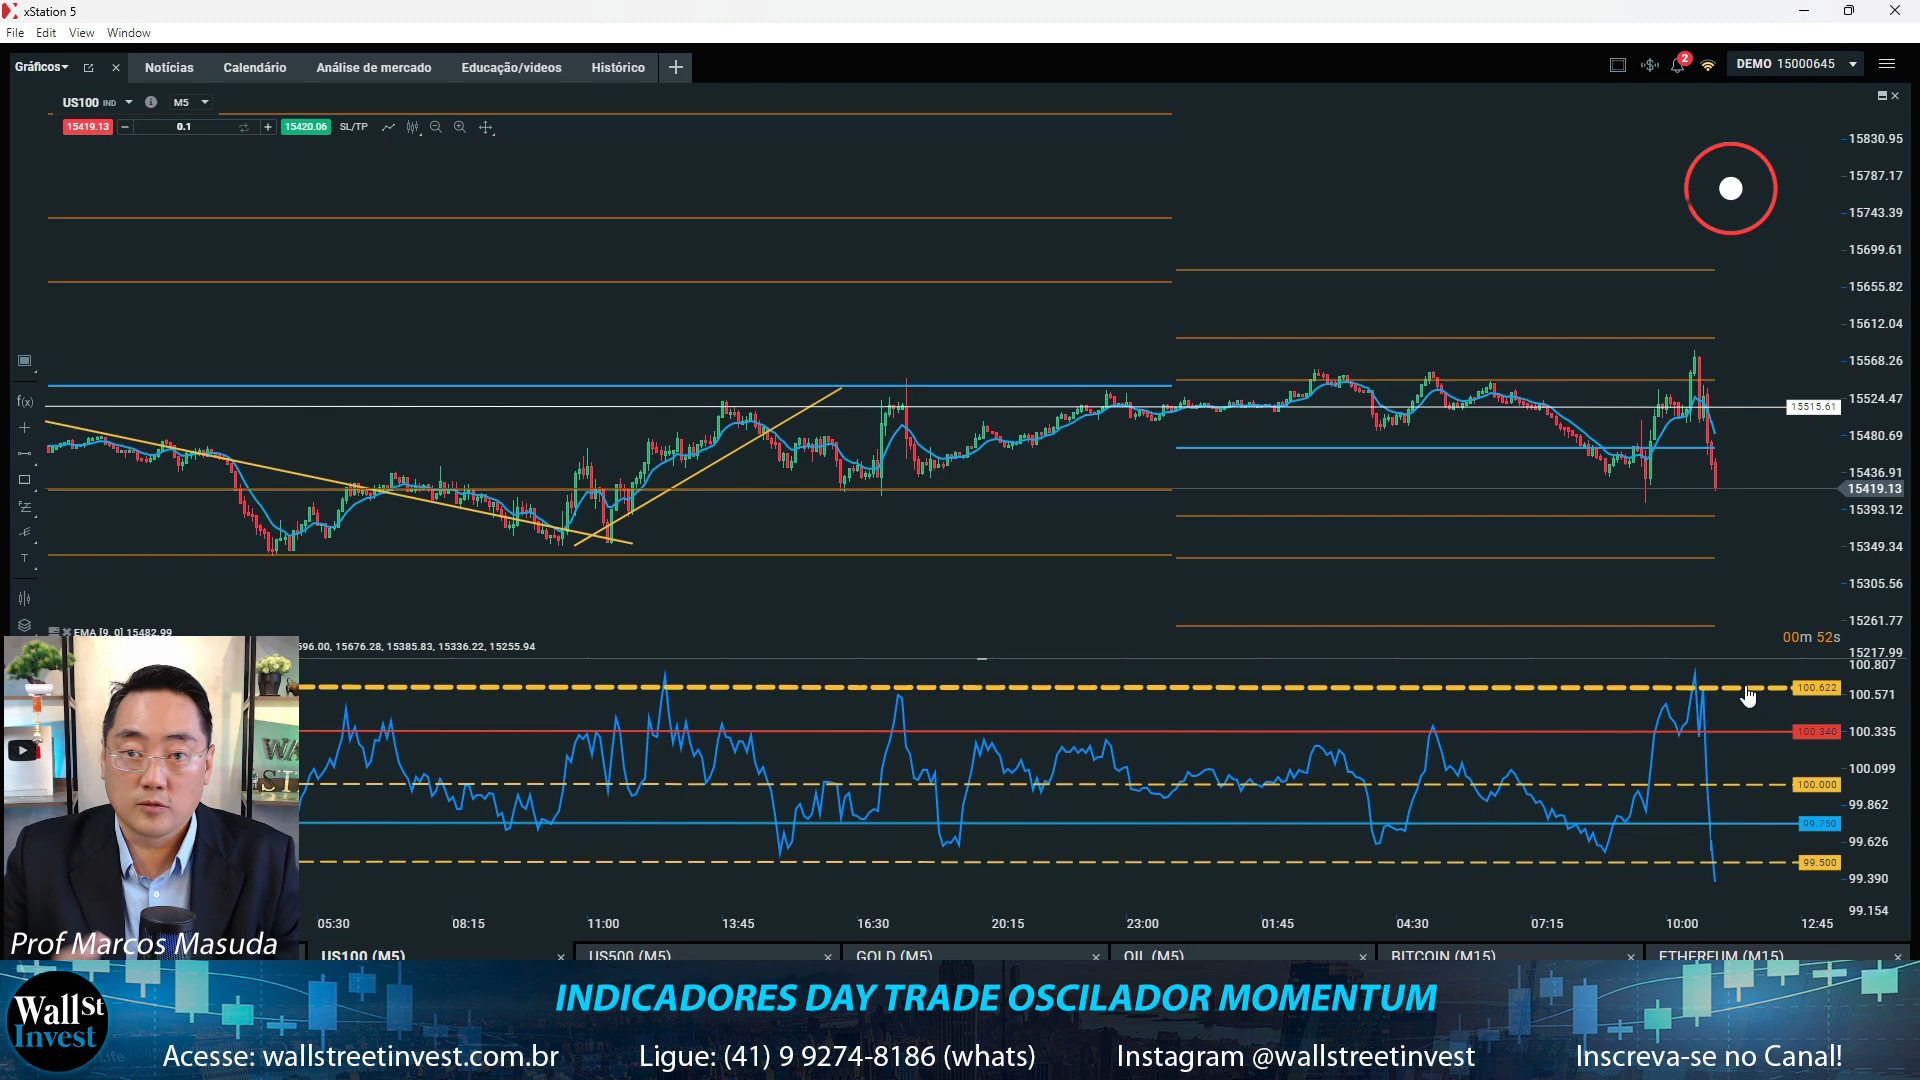 xStation 5
File Edit View Window
Gráficos Notícias Calendário Análise de mercado Educação/videos Histórico
2
DEMO 15000645
US100 IND M5
15419.13 0.1 15420.06 SL/TP
15830.95
15787.17
15743.39
15699.61
15655.82
15612.04
15568.26
15524.47
15515.61
15480.69
15436.91
15419.13
15393.12
15349.34
15305.56
15261.77
00m 52s
15217.99
f(x)
T
EMA [9, 0] 15482.99
596.00, 15676.28, 15385.83, 15336.22, 15255.94
100.807
100.622
100.571
100.340 100.335
100.099
100.000
99.862
99.750
99.626
99.500
99.390
99.154
05:30 08:15 11:00 13:45 16:30 20:15 23:00 01:45 04:30 07:15 10:00 12:45
US100 (M5) US500 (M5) GOLD (M5) OIL (M5) BITCOIN (M15) ETHEREUM (M15)
Prof Marcos Masuda
INDICADORES DAY TRADE OSCILADOR MOMENTUM
Wall St
Invest
Acesse: wallstreetinvest.com.br Ligue: (41) 9 9274-8186 (whats) Instagram @wallstreetinvest Inscreva-se no Canal!